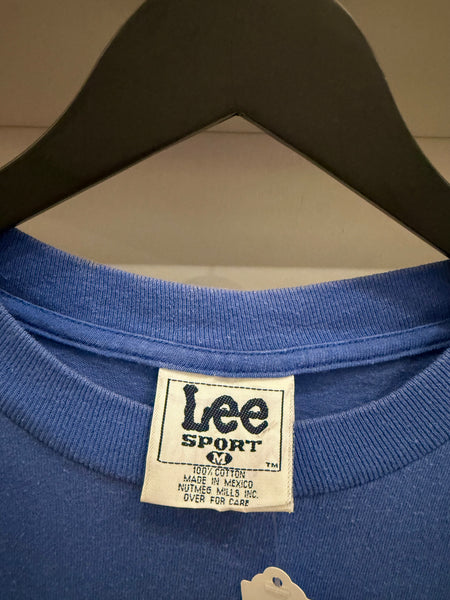 Lee
SPORT
M
TM
100% COTTON
MADE IN MEXICO
NUTMEG MILLS INC.
OVER FOR CARE